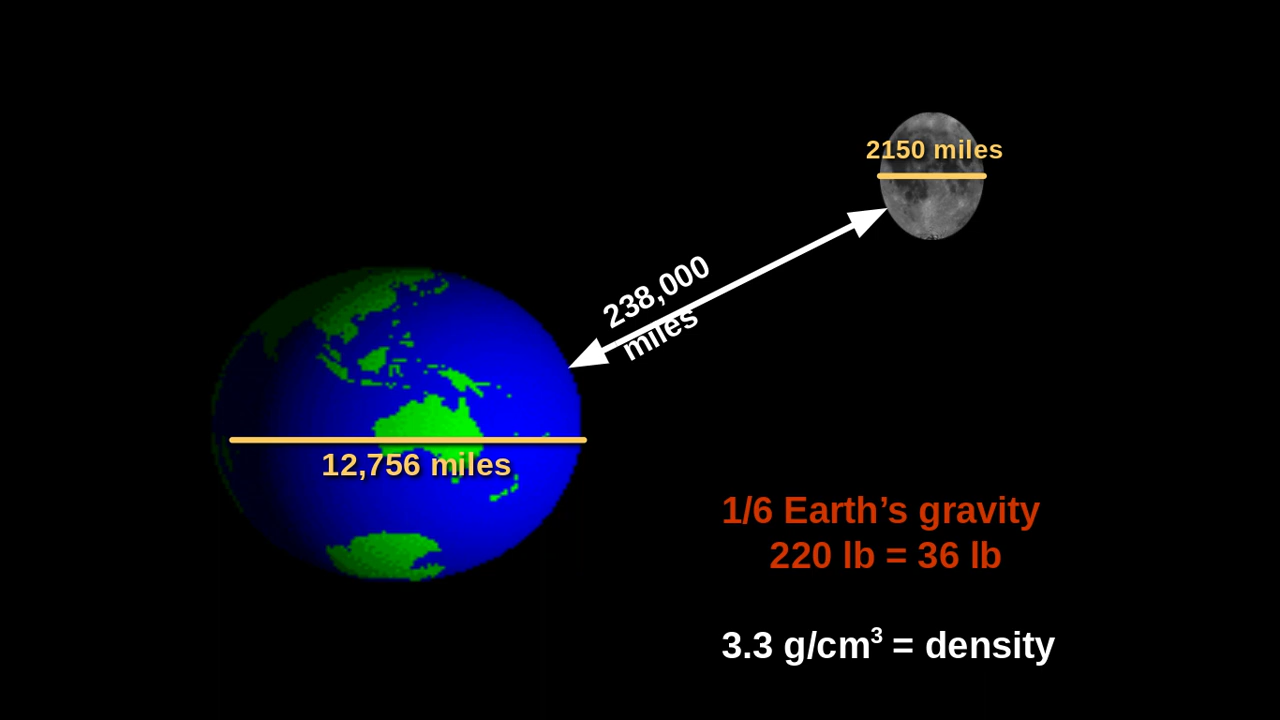 2150 miles
238,000
miles
12,756 miles
1/6 Earth’s gravity
220 lb = 36 lb
3.3 g/cm³ = density